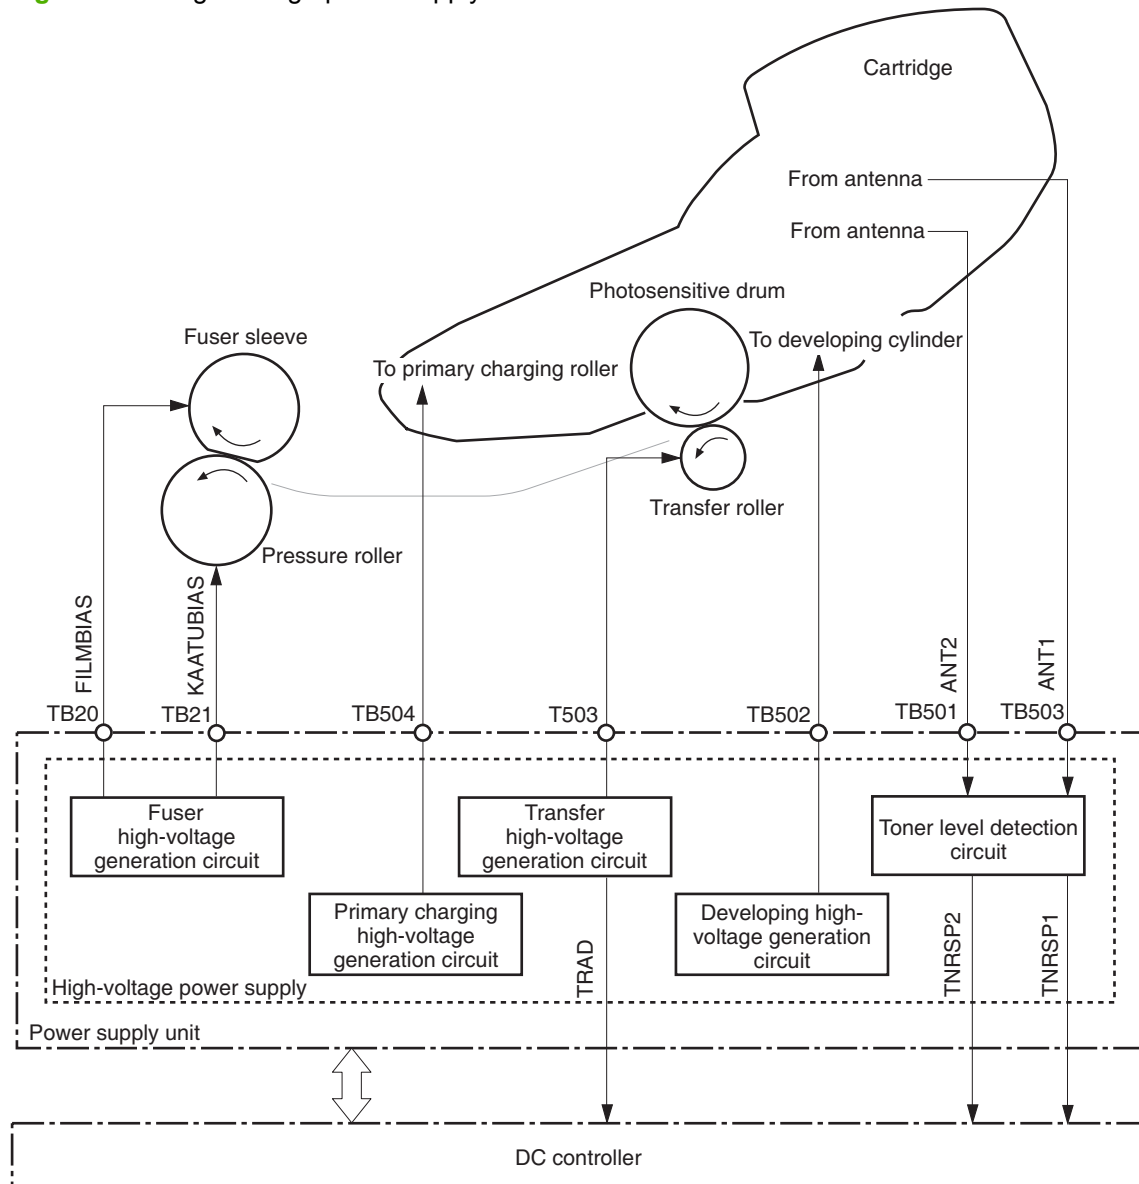 Cartridge
From antenna
From antenna
Photosensitive drum
Fuser sleeve
To developing cylinder
To primary charging roller
Transfer roller
Pressure roller
FILMBIAS
KAATUBIAS
ANT2
ANT1
TB20
TB21
TB504
T503
TB502
TB501
TB503
Fuser
high-voltage
generation circuit
Transfer
high-voltage
generation circuit
Toner level detection
circuit
Primary charging
high-voltage
generation circuit
Developing high-
voltage generation
circuit
TRAD
TNRSP2
TNRSP1
High-voltage power supply
Power supply unit
DC controller